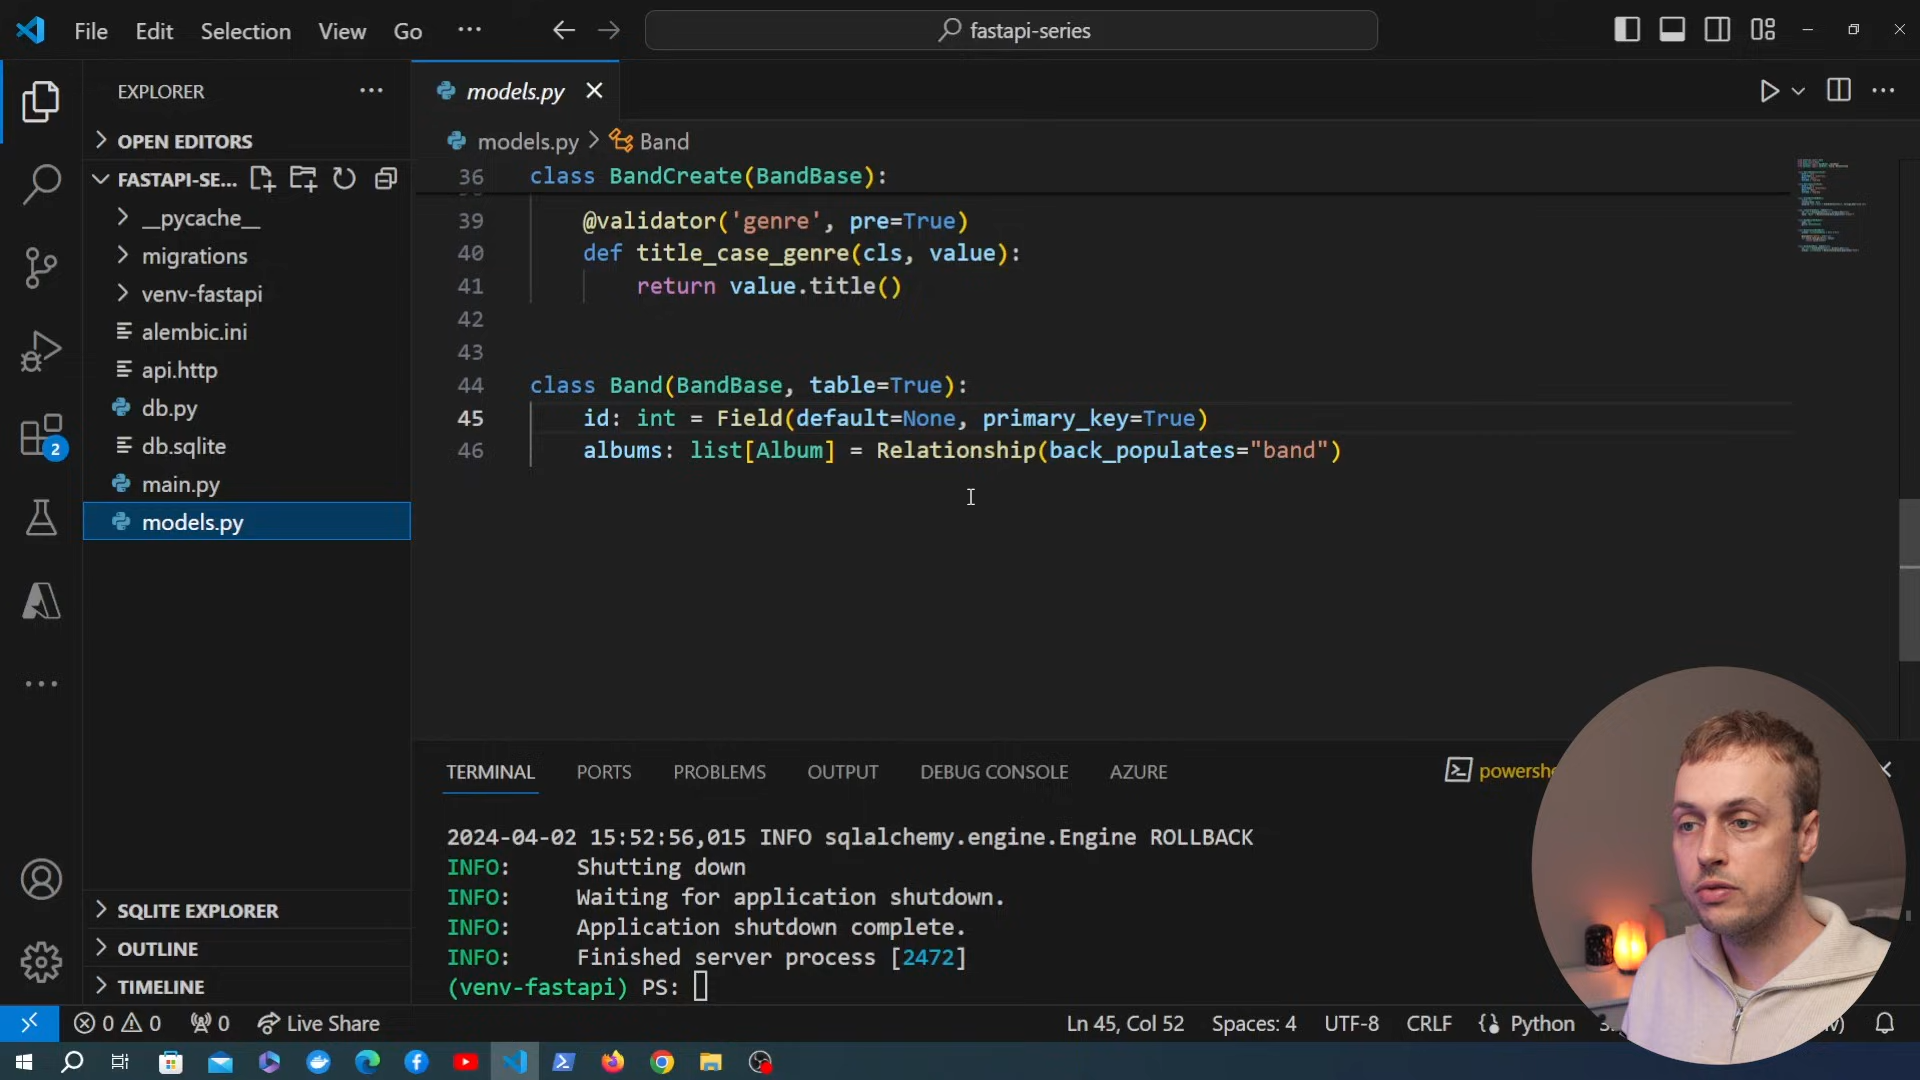 File Edit Selection View Go ··· fastapi-series
EXPLORER
OPEN EDITORS
FASTAPI-SE...
__pycache__
migrations
venv-fastapi
alembic.ini
api.http
db.py
db.sqlite
main.py
models.py
SQLITE EXPLORER
OUTLINE
TIMELINE
2
models.py
models.py > Band
36 class BandCreate(BandBase):
39 @validator('genre', pre=True)
40 def title_case_genre(cls, value):
41 return value.title()
42
43
44 class Band(BandBase, table=True):
45 id: int = Field(default=None, primary_key=True)
46 albums: list[Album] = Relationship(back_populates="band")
TERMINAL PORTS PROBLEMS OUTPUT DEBUG CONSOLE AZURE
2024-04-02 15:52:56,015 INFO sqlalchemy.engine.Engine ROLLBACK
INFO: Shutting down
INFO: Waiting for application shutdown.
INFO: Application shutdown complete.
INFO: Finished server process [2472]
(venv-fastapi) PS:
0 0 0 Live Share Ln 45, Col 52 Spaces: 4 UTF-8 CRLF Python